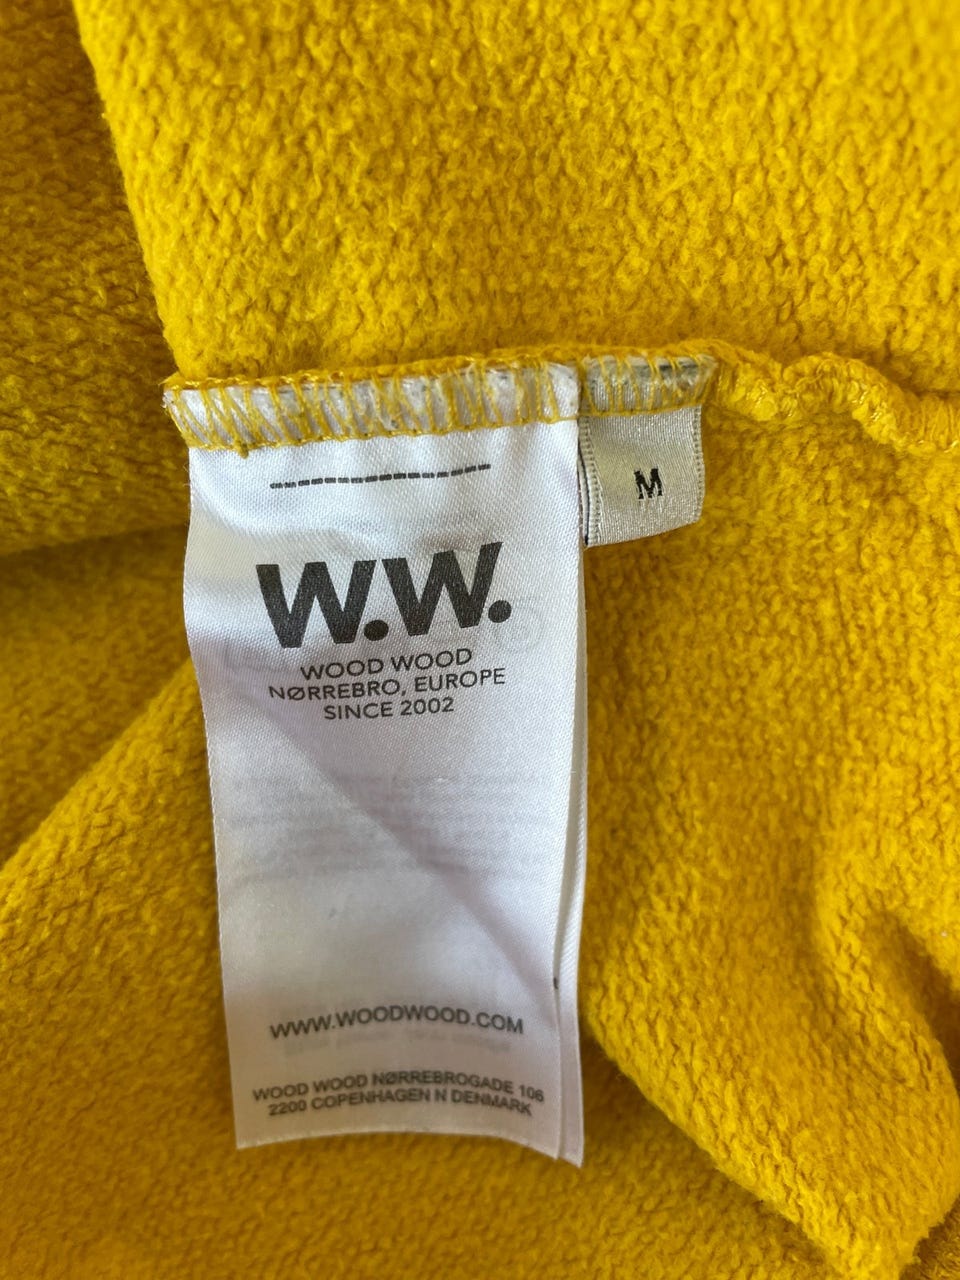 M
W.W.
WOOD WOOD
NØRREBRO, EUROPE
SINCE 2002
WWW.WOODWOOD.COM
WOOD WOOD NØRREBROGADE 106
2200 COPENHAGEN N DENMARK